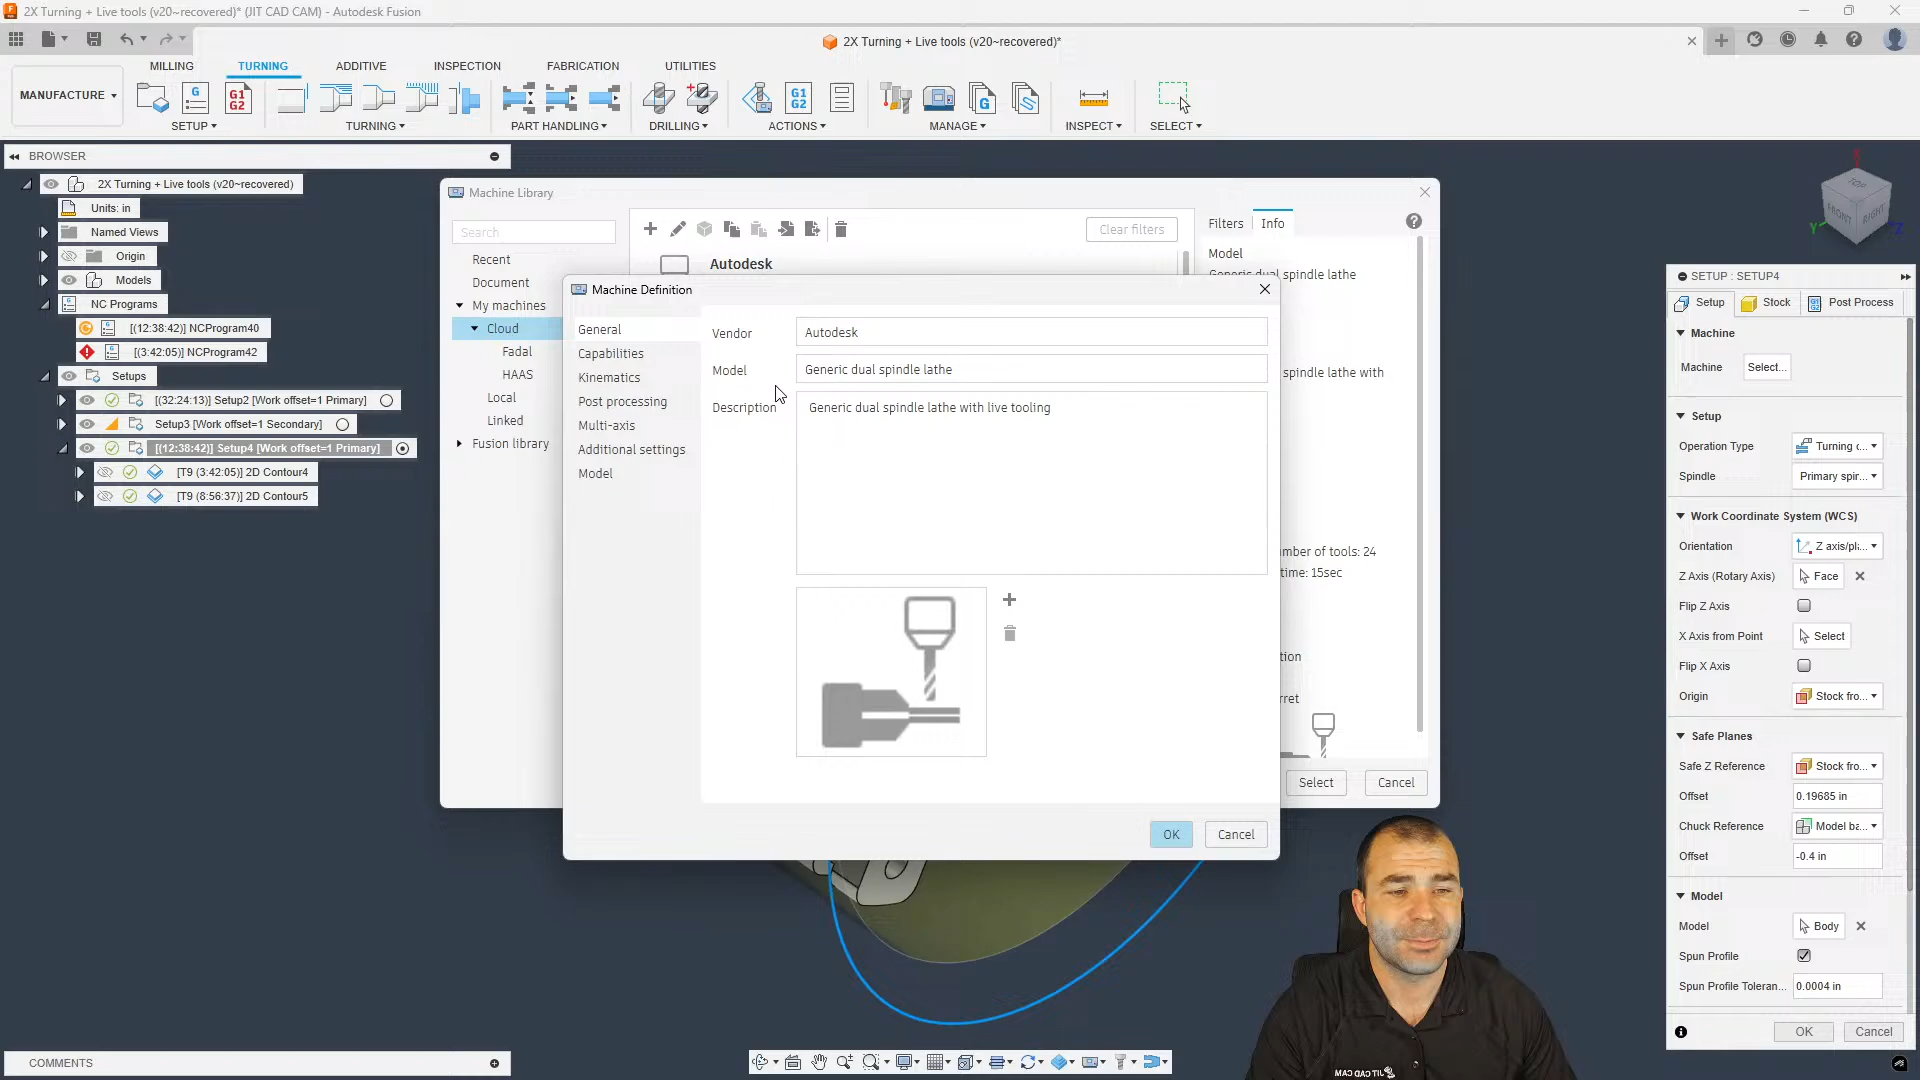 2X Turning + Live tools (v20~recovered)* (JIT CAD CAM) - Autodesk Fusion
2X Turning + Live tools (v20~recovered)*
MILLING
TURNING
ADDITIVE
INSPECTION
FABRICATION
UTILITIES
MANUFACTURE
SETUP
TURNING
PART HANDLING
DRILLING
ACTIONS
MANAGE
INSPECT
SELECT
BROWSER
2X Turning + Live tools (v20~recovered)
Units: in
Named Views
Origin
Models
NC Programs
[(12:38:42)] NCProgram40
[(3:42:05)] NCProgram42
Setups
[(32:24:13)] Setup2 [Work offset=1 Primary]
Setup3 [Work offset=1 Secondary]
[(12:38:42)] Setup4 [Work offset=1 Primary]
[T9 (3:42:05)] 2D Contour4
[T9 (8:56:37)] 2D Contour5
Machine Library
Search
Recent
Document
My machines
Cloud
Fadal
HAAS
Local
Linked
Fusion library
Clear filters
Autodesk
Filters
Info
Model
Generic dual spindle lathe
spindle lathe with
mber of tools: 24
time: 15sec
tion
rret
Select
Cancel
Machine Definition
General
Capabilities
Kinematics
Post processing
Multi-axis
Additional settings
Model
Vendor
Autodesk
Model
Generic dual spindle lathe
Description
Generic dual spindle lathe with live tooling
OK
Cancel
TOP
FRONT
RIGHT
X
Y
Z
SETUP : SETUP4
Setup
Stock
Post Process
Machine
Machine
Select...
Setup
Operation Type
Turning c...
Spindle
Primary spir...
Work Coordinate System (WCS)
Orientation
Z axis/pl...
Z Axis (Rotary Axis)
Face
Flip Z Axis
X Axis from Point
Select
Flip X Axis
Origin
Stock fro...
Safe Planes
Safe Z Reference
Stock fro...
Offset
0.19685 in
Chuck Reference
Model ba...
Offset
-0.4 in
Model
Model
Body
Spun Profile
Spun Profile Toleran...
0.0004 in
OK
Cancel
COMMENTS
JIT CAD CAM